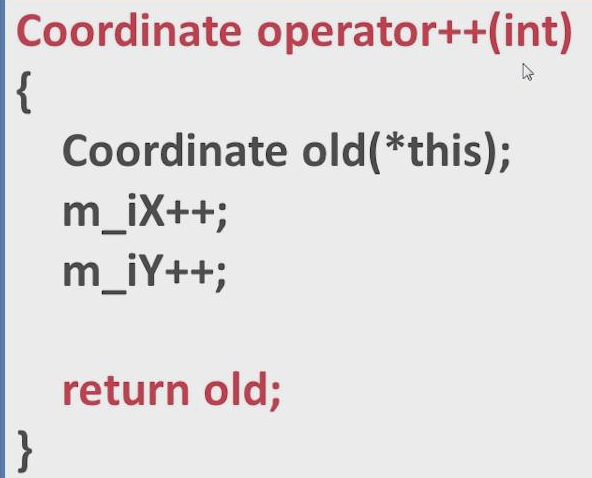 Coordinate operator++(int)
{
Coordinate old(*this);
m_iX++;
m_iY++;
return old;
}